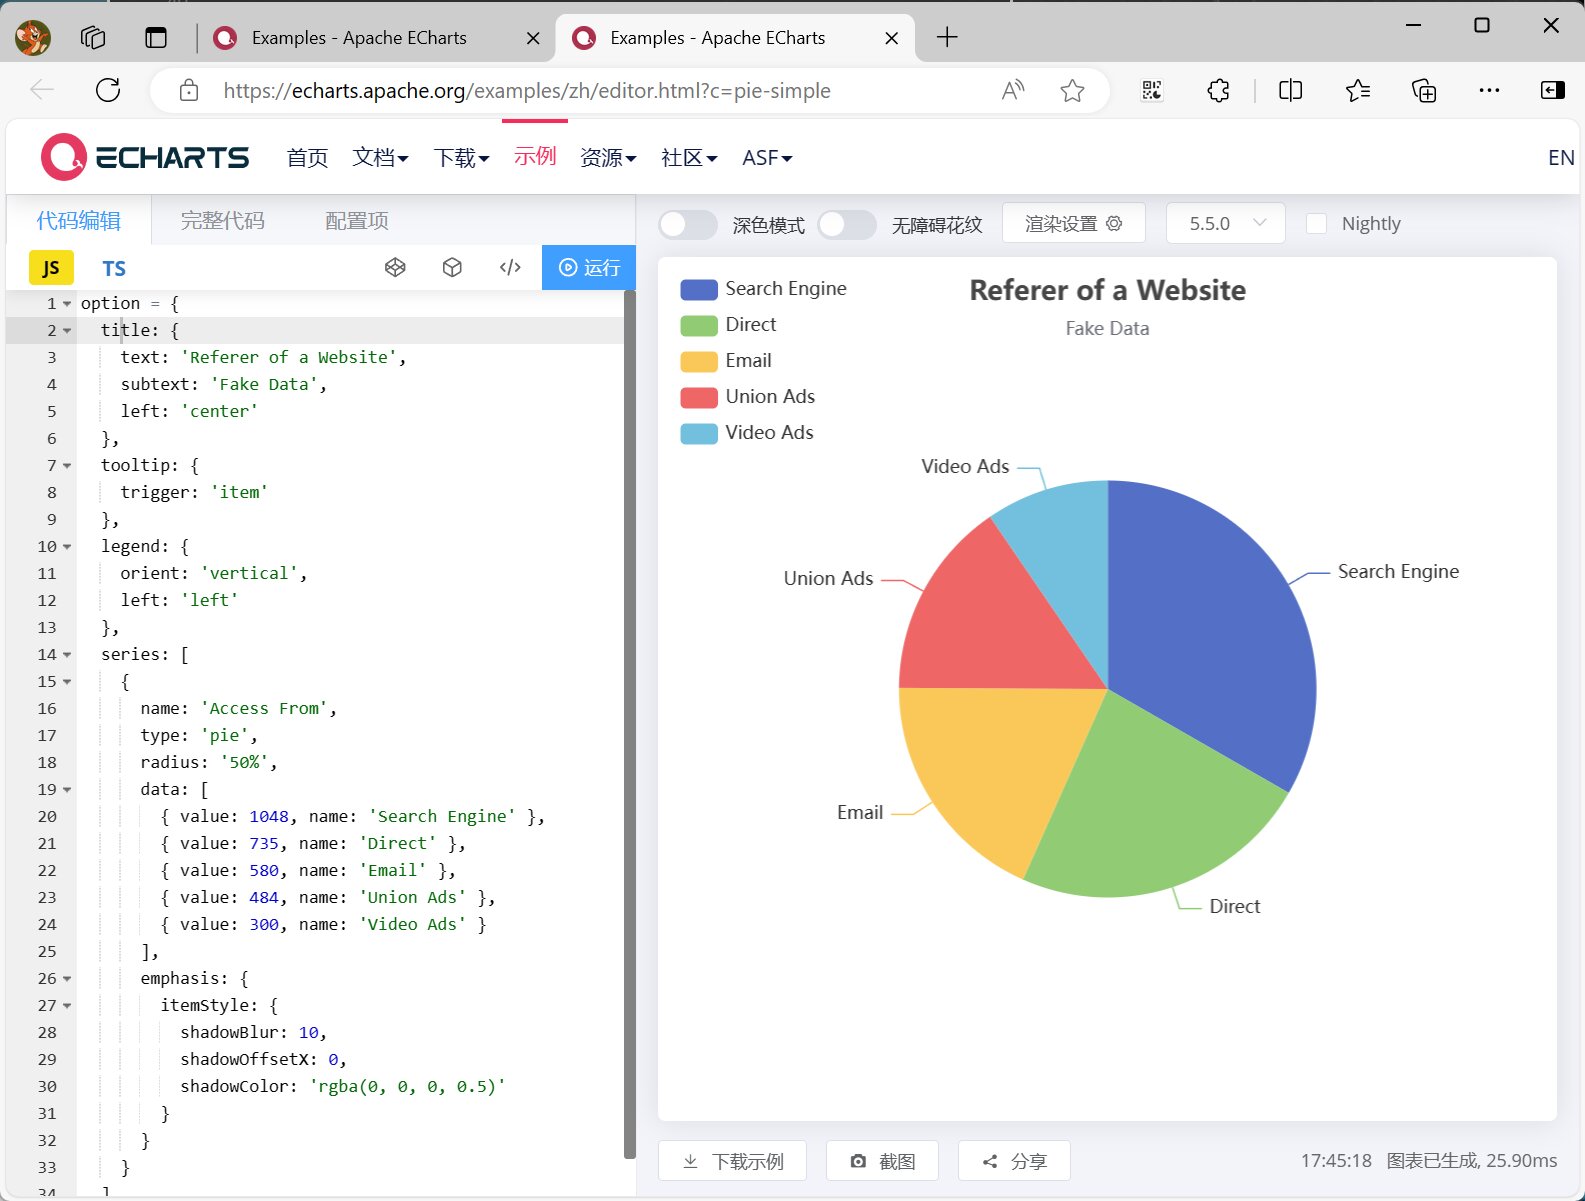 Examples - Apache ECharts
Examples - Apache ECharts
https://echarts.apache.org/examples/zh/editor.html?c=pie-simple
ECHARTS 首页 文档 下载 示例 资源 社区 ASF EN
代码编辑 完整代码 配置项
JS TS 运行
深色模式 无障碍花纹 渲染设置 5.5.0 Nightly
1 option = {
2 title: {
3 text: 'Referer of a Website',
4 subtext: 'Fake Data',
5 left: 'center'
6 },
7 tooltip: {
8 trigger: 'item'
9 },
10 legend: {
11 orient: 'vertical',
12 left: 'left'
13 },
14 series: [
15 {
16 name: 'Access From',
17 type: 'pie',
18 radius: '50%',
19 data: [
20 { value: 1048, name: 'Search Engine' },
21 { value: 735, name: 'Direct' },
22 { value: 580, name: 'Email' },
23 { value: 484, name: 'Union Ads' },
24 { value: 300, name: 'Video Ads' }
25 ],
26 emphasis: {
27 itemStyle: {
28 shadowBlur: 10,
29 shadowOffsetX: 0,
30 shadowColor: 'rgba(0, 0, 0, 0.5)'
31 }
32 }
33 }
34 ]
Search Engine
Direct
Email
Union Ads
Video Ads
Referer of a Website
Fake Data
Video Ads
Union Ads
Search Engine
Email
Direct
下载示例 截图 分享 17:45:18 图表已生成, 25.90ms